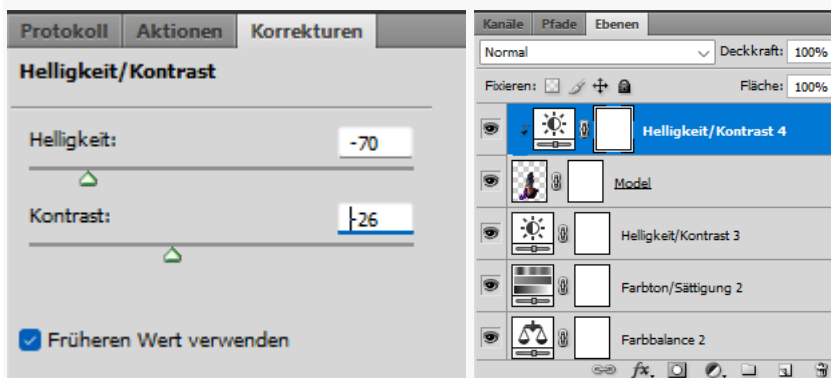 Protokoll Aktionen Korrekturen
Helligkeit/Kontrast
Helligkeit: -70
Kontrast: -26
Früheren Wert verwenden
Kanäle Pfade Ebenen
Normal Deckkraft: 100%
Fixieren: Fläche: 100%
Helligkeit/Kontrast 4
Model
Helligkeit/Kontrast 3
Farbton/Sättigung 2
Farbbalance 2
fx.